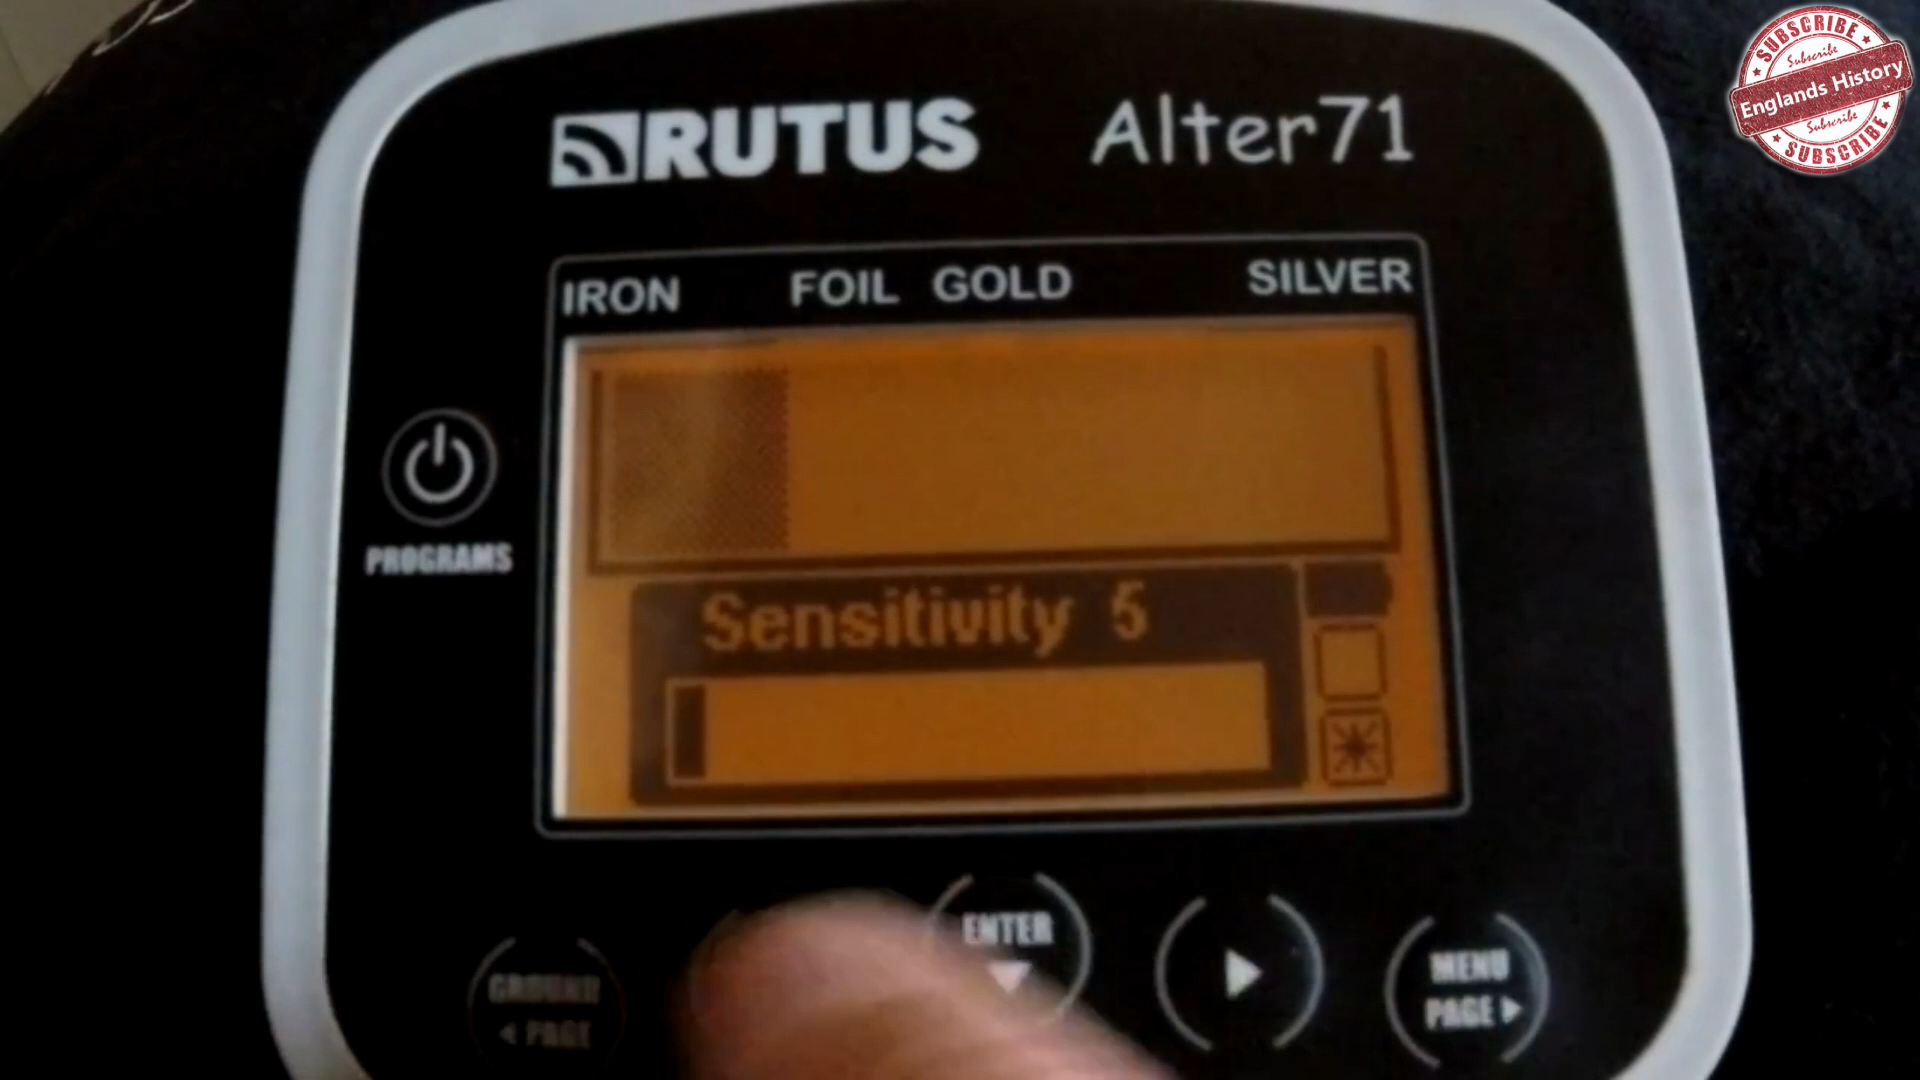 SUBSCRIBE
Subscribe
Englands History
Subscribe
SUBSCRIBE
RUTUS Alter71
IRON FOIL GOLD SILVER
PROGRAMS
Sensitivity 5
ENTER
GROUND
◄ PAGE
MENU
PAGE ►